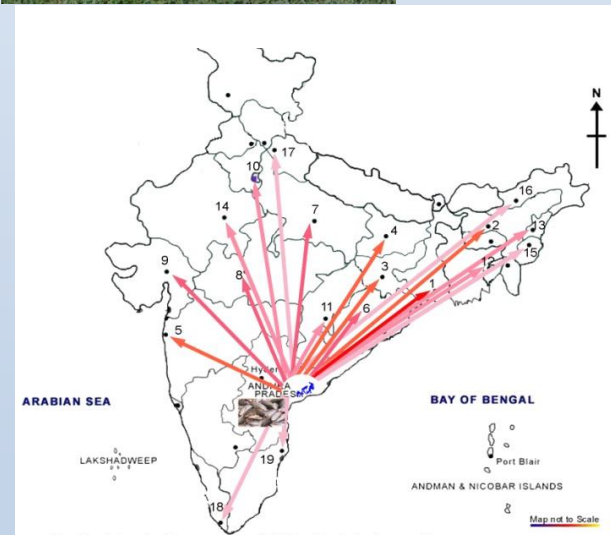 N
17
10
16
14
7
2
13
4
15
9
8
3
12
1
11
6
5
Hyder
ANDHRA
PRADESH
ARABIAN SEA
BAY OF BENGAL
LAKSHADWEEP
19
Port Blair
ANDMAN & NICOBAR ISLANDS
18
Map not to Scale